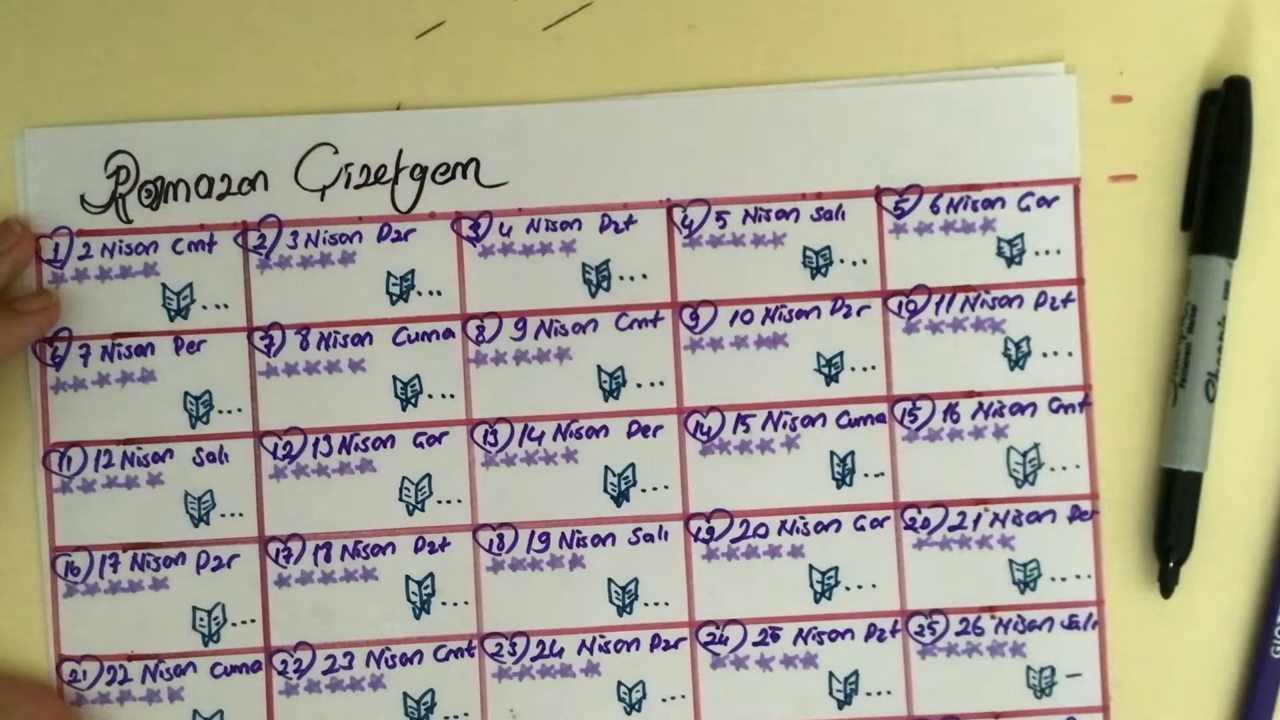 Ramazan Çizelgem
1 2 Nisan Cmt
2 3 Nisan Pzr
3 4 Nisan Pzt
4 5 Nisan Salı
5 6 Nisan Çar
6 7 Nisan Per
7 8 Nisan Cuma
8 9 Nisan Cmt
9 10 Nisan Pzr
10 11 Nisan Pzt
11 12 Nisan Salı
12 13 Nisan Çar
13 14 Nisan Per
14 15 Nisan Cuma
15 16 Nisan Cmt
16 17 Nisan Pzr
17 18 Nisan Pzt
18 19 Nisan Salı
19 20 Nisan Çar
20 21 Nisan Per
21 22 Nisan Cuma
22 23 Nisan Cmt
23 24 Nisan Pzr
24 25 Nisan Pzt
25 26 Nisan Salı
Sharpie